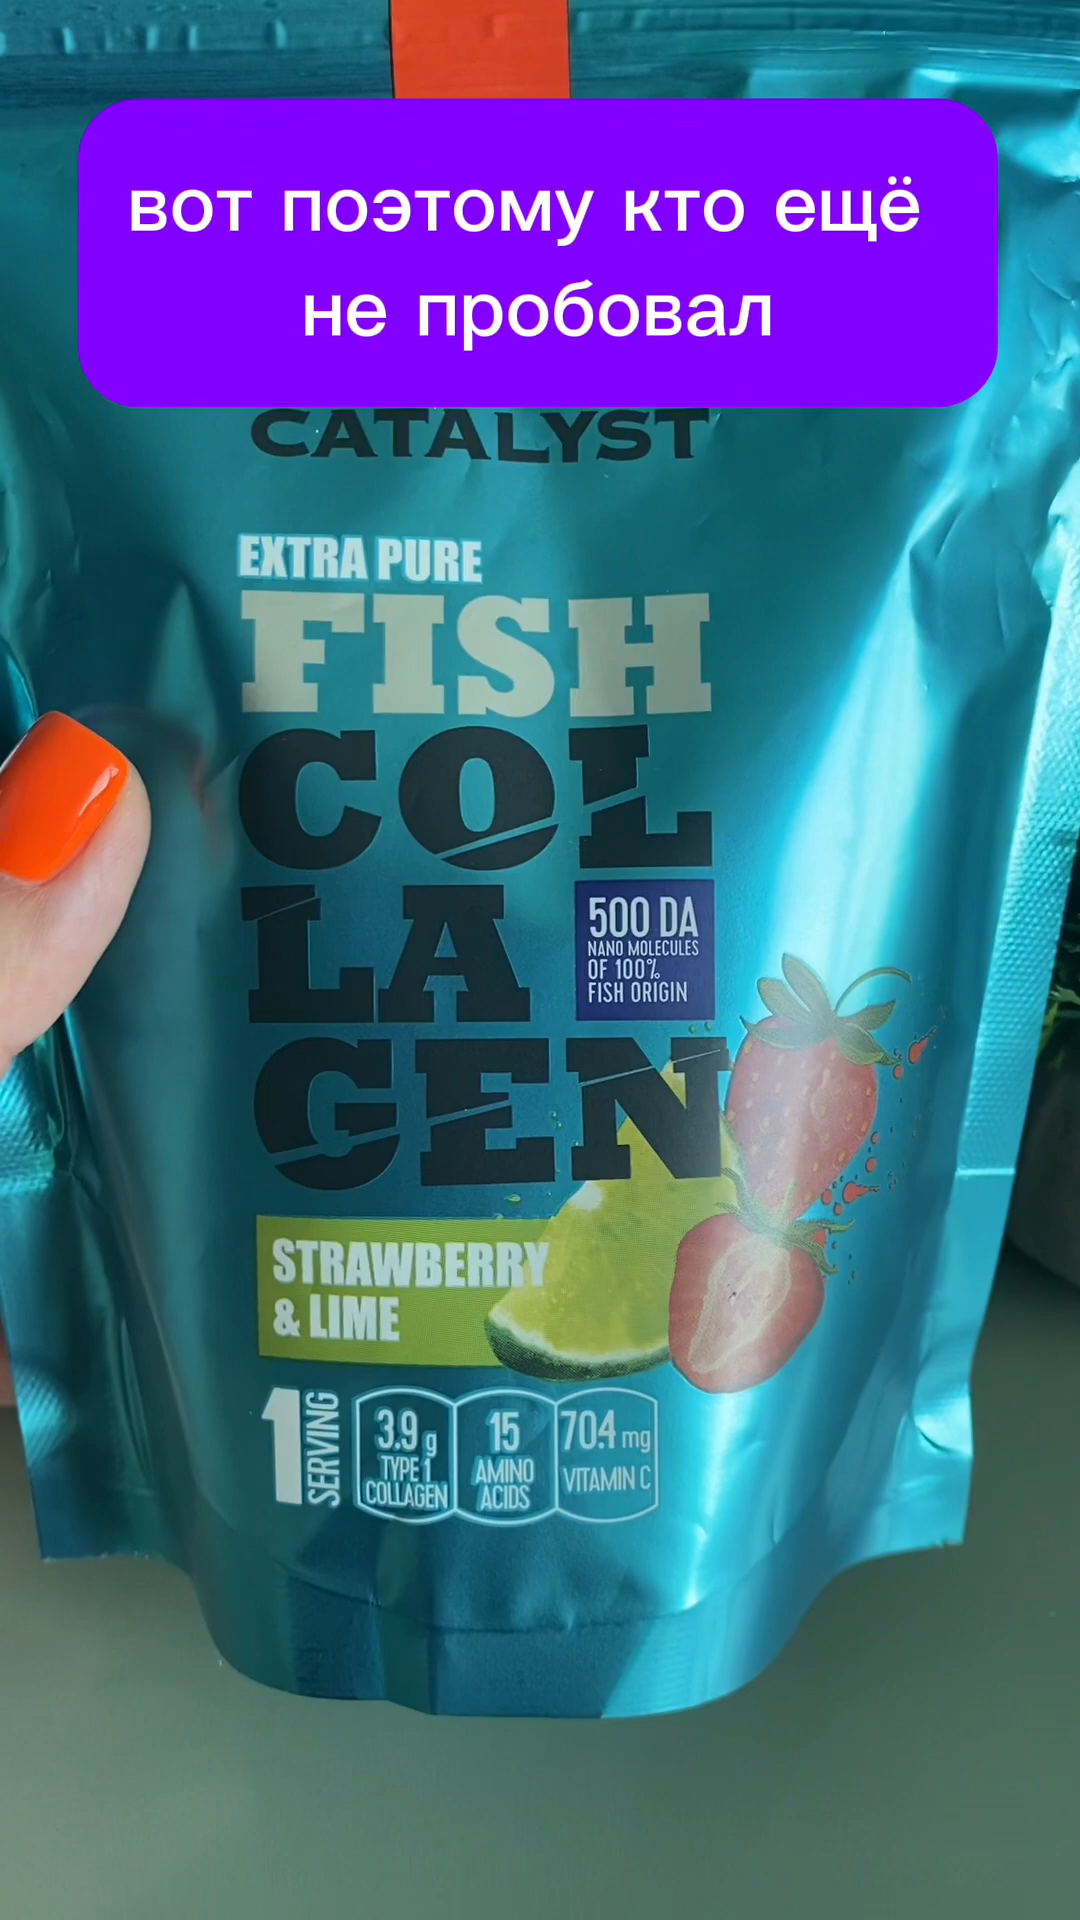 вот поэтому кто ещё
не пробовал
CATALYST
EXTRA PURE
FISH
COL
LA
GEN
500 DA
NANO MOLECULES
OF 100%
FISH ORIGIN
STRAWBERRY
& LIME
1 SERVING
3.9 g
TYPE 1
COLLAGEN
15
AMINO
ACIDS
70.4 mg
VITAMIN C